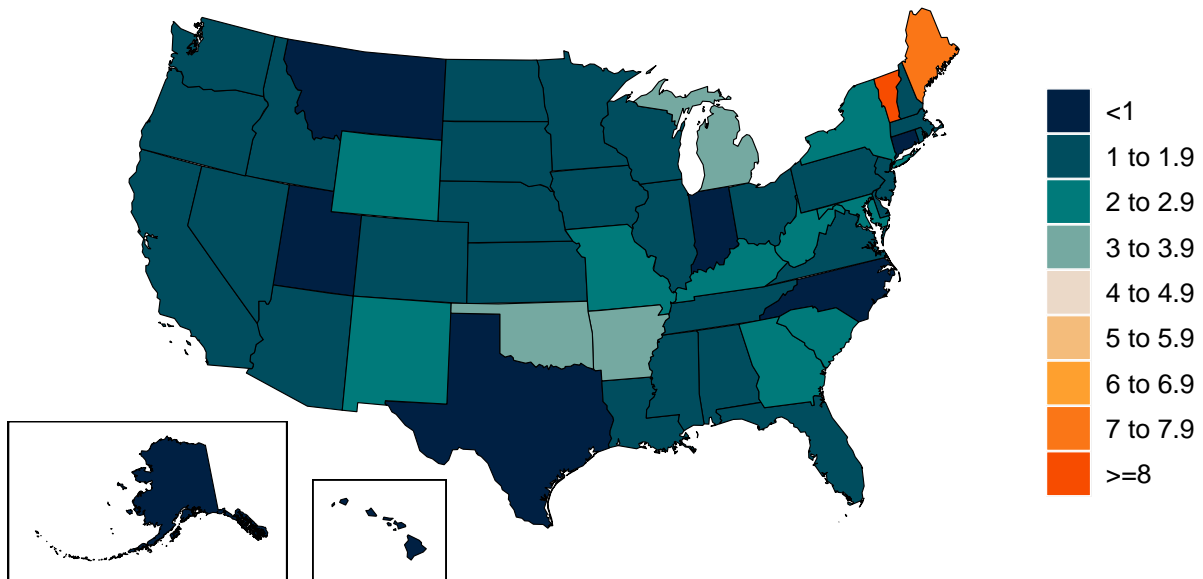 <1
1 to 1.9
2 to 2.9
3 to 3.9
4 to 4.9
5 to 5.9
6 to 6.9
7 to 7.9
>=8